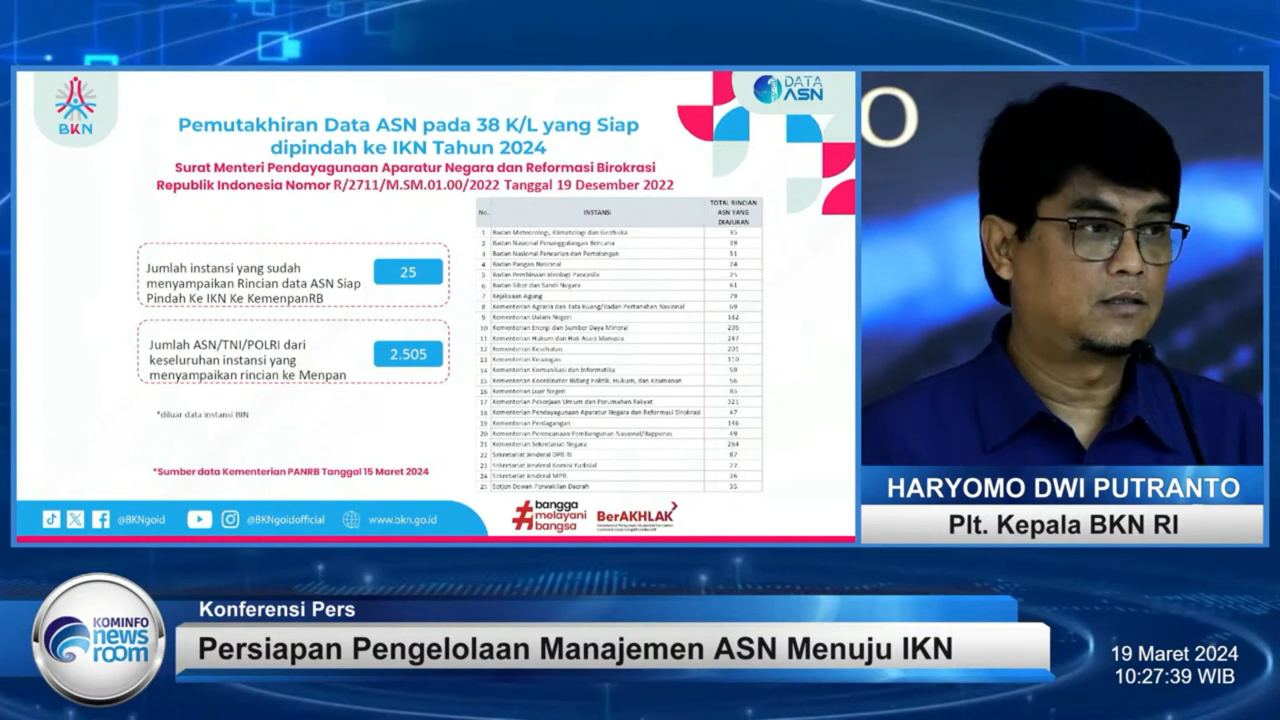 BKN
DATA
ASN
Pemutakhiran Data ASN pada 38 K/L yang Siap
dipindah ke IKN Tahun 2024
Surat Menteri Pendayagunaan Aparatur Negara dan Reformasi Birokrasi
Republik Indonesia Nomor R/2711/M.SM.01.00/2022 Tanggal 19 Desember 2022
Jumlah instansi yang sudah
menyampaikan Rincian data ASN Siap
Pindah Ke IKN Ke KemenpanRB
25
Jumlah ASN/TNI/POLRI dari
keseluruhan instansi yang
menyampaikan rincian ke Menpan
2.505
*diluar data instansi BIN
*Sumber data Kementerian PANRB Tanggal 15 Maret 2024
No. INSTANSI TOTAL RINCIAN
ASN YANG
DIAJUKAN
1 Badan Meteorologi, Klimatologi dan Geofisika 35
2 Badan Nasional Penanggulangan Bencana 39
3 Badan Nasional Pencarian dan Pertolongan 31
4 Badan Pangan Nasional 24
5 Badan Pembinaan Ideologi Pancasila 25
6 Badan Siber dan Sandi Negara 61
7 Kejaksaan Agung 79
8 Kementerian Agraria dan Tata Ruang/Badan Pertanahan Nasional 69
9 Kementerian Dalam Negeri
10 Kementerian Energi dan Sumber Daya Mineral
11 Kementerian Hukum dan Hak Asasi Manusia 247
12 Kementerian Kesehatan 201
13 Kementerian Keuangan 110
14 Kementerian Komunikasi dan Informatika 59
15 Kementerian Koordinator Bidang Politik, Hukum, dan Keamanan 56
16 Kementerian Luar Negeri 85
17 Kementerian Pekerjaan Umum dan Perumahan Rakyat 321
18 Kementerian Pendayagunaan Aparatur Negara dan Reformasi Birokrasi 47
19 Kementerian Perdagangan 146
20 Kementerian Perencanaan Pembangunan Nasional/Bappenas 49
21 Kementerian Sekretariat Negara
22 Sekretariat Jenderal DPR RI 87
23 Sekretariat Jenderal Komisi Yudisial
24 Sekretariat Jenderal MPR 26
25 Setjen Dewan Perwakilan Daerah 35
@BKNgoid @BKNgoidofficial www.bkn.go.id
#bangga
melayani
bangsa
BerAKHLAK
O
HARYOMO DWI PUTRANTO
Plt. Kepala BKN RI
KOMINFO
news
room
Konferensi Pers
Persiapan Pengelolaan Manajemen ASN Menuju IKN
19 Maret 2024
10:27:39 WIB